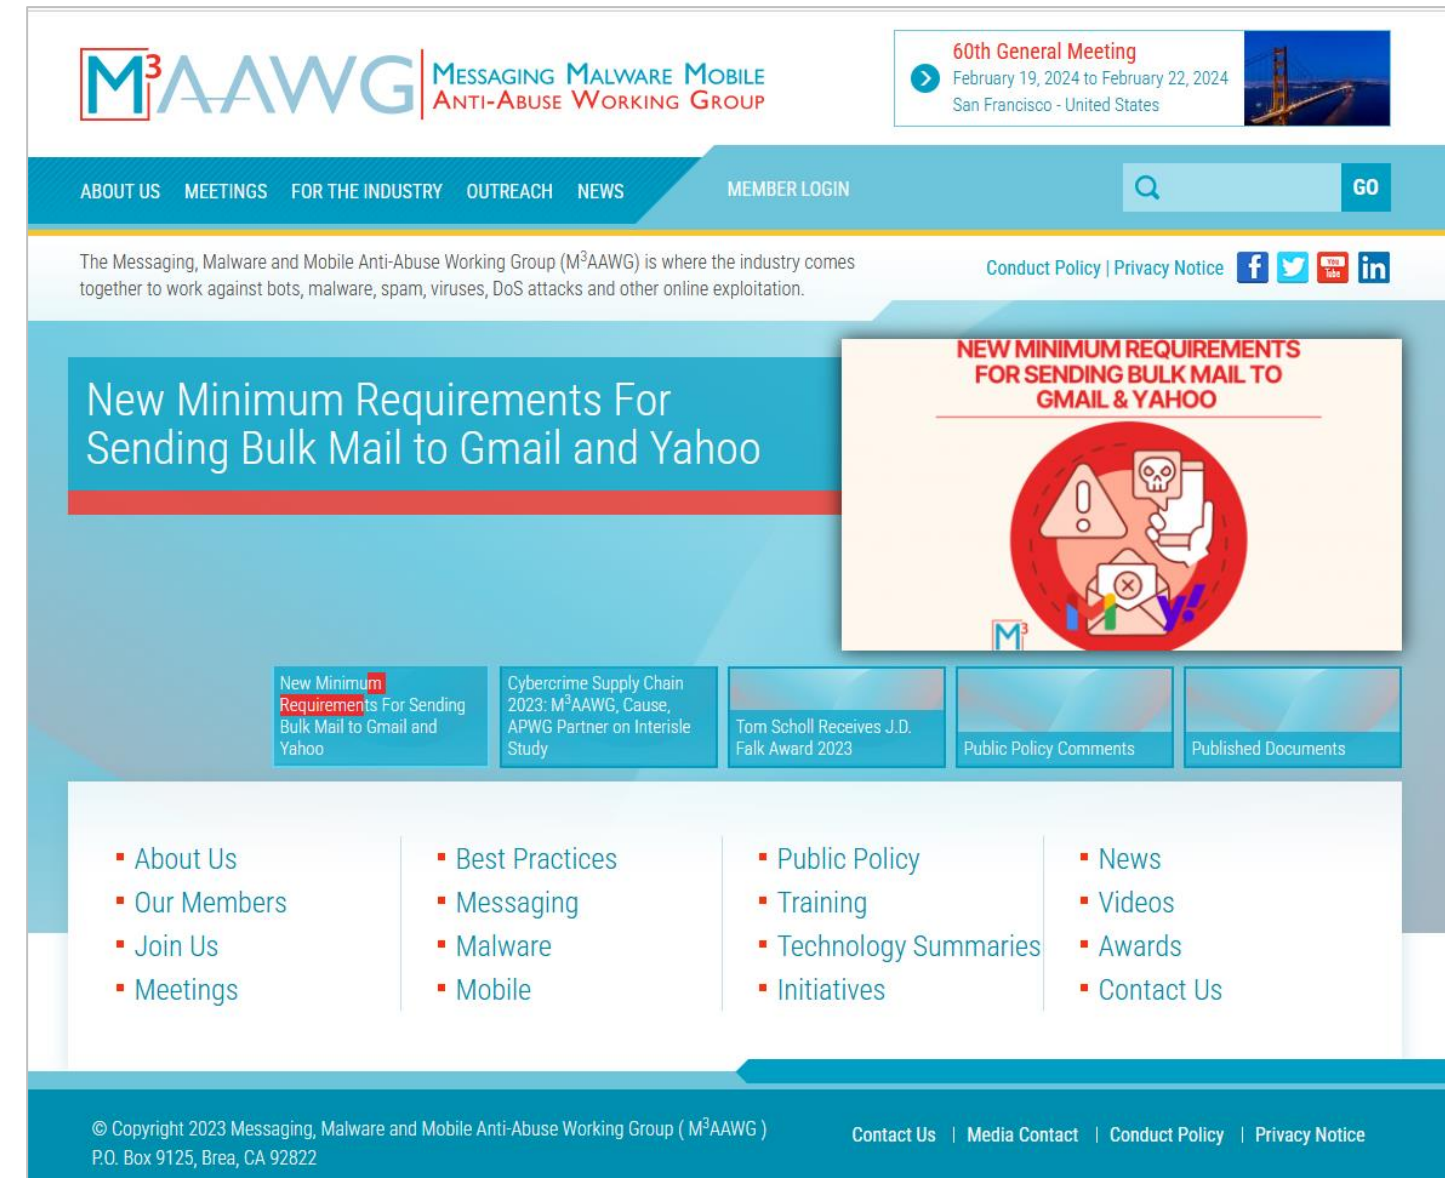 M³AAWG
MESSAGING MALWARE MOBILE
ANTI-ABUSE WORKING GROUP
60th General Meeting
February 19, 2024 to February 22, 2024
San Francisco - United States
ABOUT US MEETINGS FOR THE INDUSTRY OUTREACH NEWS MEMBER LOGIN GO
The Messaging, Malware and Mobile Anti-Abuse Working Group (M³AAWG) is where the industry comes
together to work against bots, malware, spam, viruses, DoS attacks and other online exploitation.
Conduct Policy | Privacy Notice
f You Tube in
New Minimum Requirements For
Sending Bulk Mail to Gmail and Yahoo
NEW MINIMUM REQUIREMENTS
FOR SENDING BULK MAIL TO
GMAIL & YAHOO
y!
M³
New Minimum
Requirements For Sending
Bulk Mail to Gmail and
Yahoo
Cybercrime Supply Chain
2023: M³AAWG, Cause,
APWG Partner on Interisle
Study
Tom Scholl Receives J.D.
Falk Award 2023
Public Policy Comments
Published Documents
About Us
Our Members
Join Us
Meetings
Best Practices
Messaging
Malware
Mobile
Public Policy
Training
Technology Summaries
Initiatives
News
Videos
Awards
Contact Us
© Copyright 2023 Messaging, Malware and Mobile Anti-Abuse Working Group ( M³AAWG )
P.O. Box 9125, Brea, CA 92822
Contact Us | Media Contact | Conduct Policy | Privacy Notice